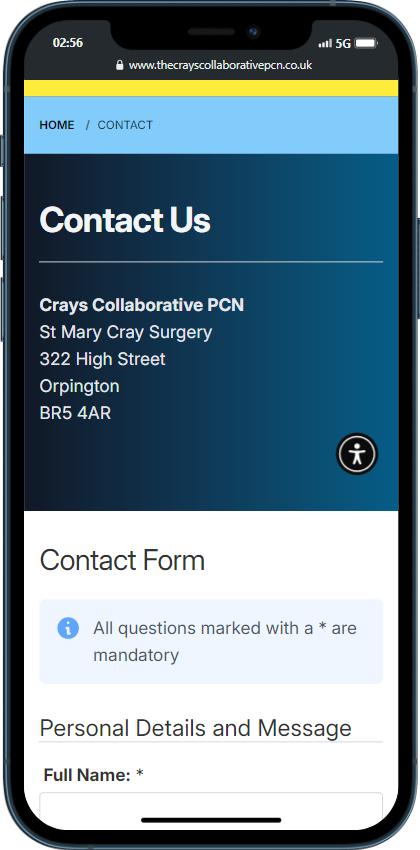 02:56 5G
www.thecrayscollaborativepcn.co.uk
HOME / CONTACT
Contact Us
Crays Collaborative PCN
St Mary Cray Surgery
322 High Street
Orpington
BR5 4AR
Contact Form
All questions marked with a * are
mandatory
Personal Details and Message
Full Name: *